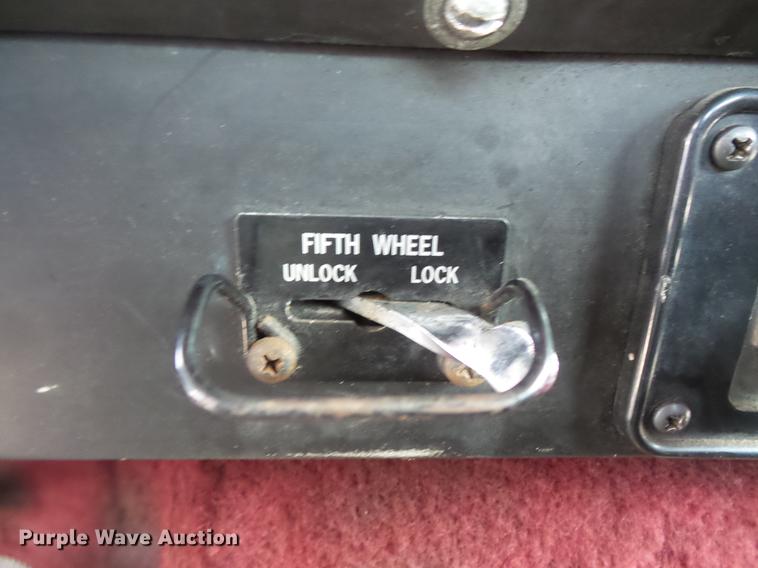 FIFTH WHEEL
UNLOCK LOCK
Purple Wave Auction